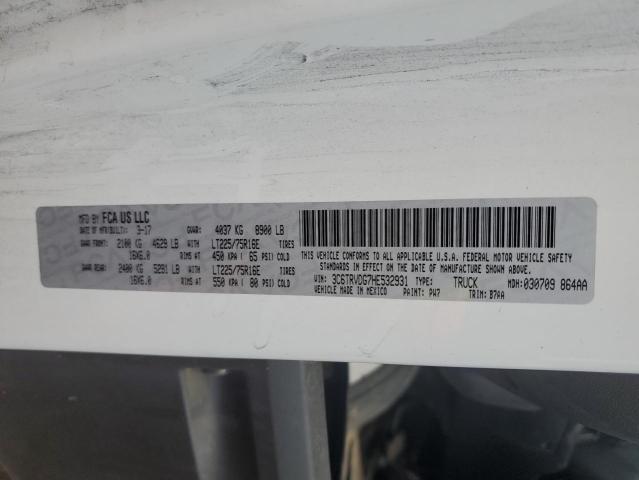 MFD BY FCA US LLC
DATE OF MFR/BUILT: 3-17 GVWR: 4037 KG 8900 LB
GAWR FRONT: 2100 KG 4629 LB WITH LT225/75R16E TIRES
16X6.0 RIMS AT 450 KPA ( 65 PSI) COLD
GAWR REAR: 2400 KG 5291 LB WITH LT225/75R16E TIRES
16X6.0 RIMS AT 550 KPA ( 80 PSI) COLD
THIS VEHICLE CONFORMS TO ALL APPLICABLE U.S.A. FEDERAL MOTOR VEHICLE SAFETY
STANDARDS IN EFFECT ON THE DATE OF MANUFACTURE SHOWN ABOVE.
VIN: 3C6TRVDG7HE532931 TYPE: TRUCK MDH:030709 864AA
VEHICLE MADE IN MEXICO PAINT: PW7 TRIM: B7AA